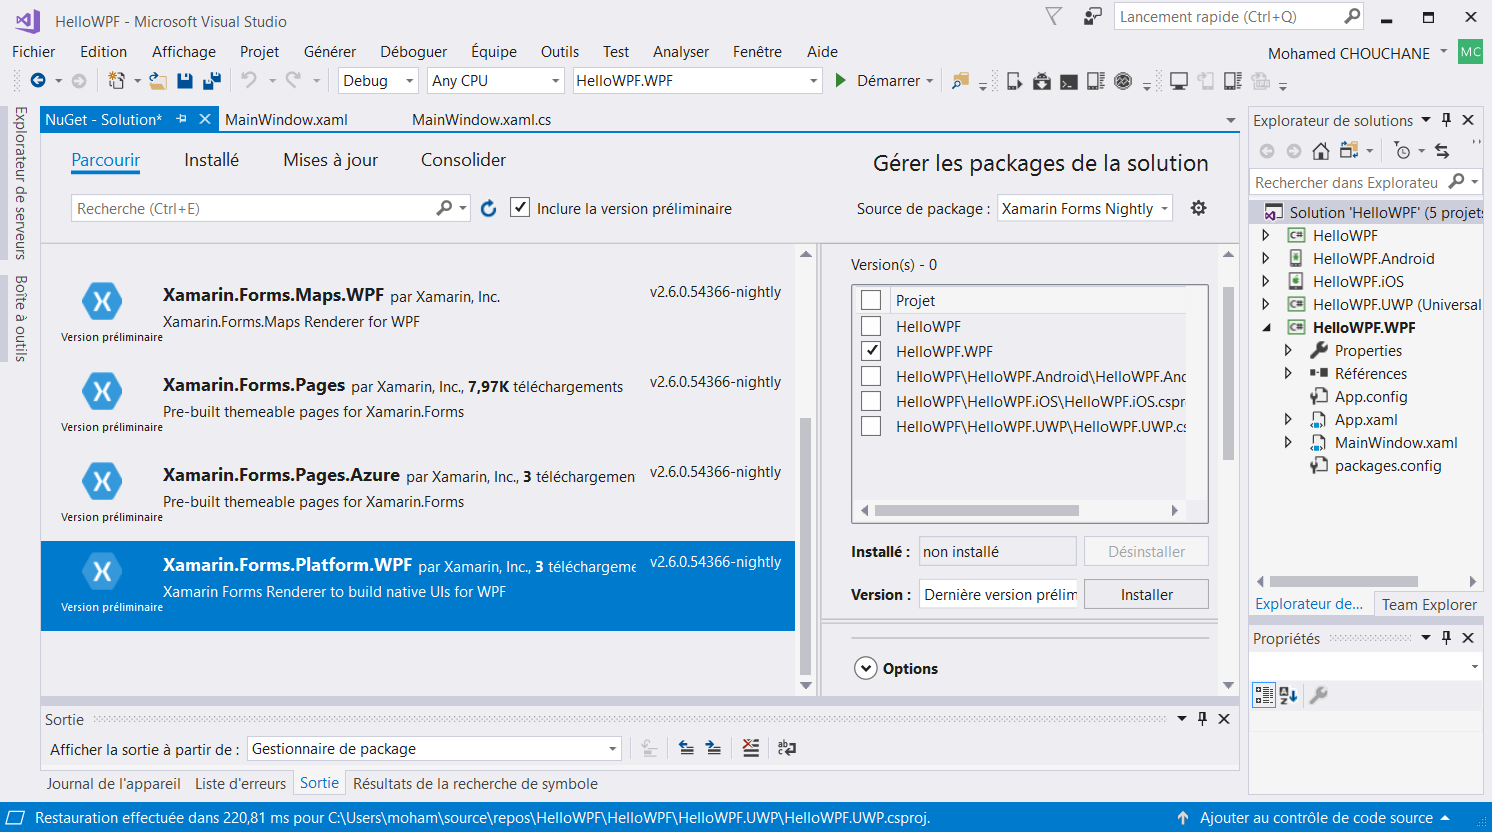 HelloWPF - Microsoft Visual Studio
Lancement rapide (Ctrl+Q)
Fichier Edition Affichage Projet Générer Déboguer Équipe Outils Test Analyser Fenêtre Aide
Mohamed CHOUCHANE MC
Debug Any CPU HelloWPF.WPF Démarrer
Explorateur de serveurs
Boîte à outils
NuGet - Solution* MainWindow.xaml MainWindow.xaml.cs
Parcourir Installé Mises à jour Consolider
Gérer les packages de la solution
Recherche (Ctrl+E) Inclure la version préliminaire
Source de package : Xamarin Forms Nightly
Xamarin.Forms.Maps.WPF par Xamarin, Inc. v2.6.0.54366-nightly
Xamarin.Forms.Maps Renderer for WPF
Version préliminaire
Xamarin.Forms.Pages par Xamarin, Inc., 7,97K téléchargements v2.6.0.54366-nightly
Pre-built themeable pages for Xamarin.Forms
Version préliminaire
Xamarin.Forms.Pages.Azure par Xamarin, Inc., 3 téléchargemen v2.6.0.54366-nightly
Pre-built themeable pages for Xamarin.Forms
Version préliminaire
Xamarin.Forms.Platform.WPF par Xamarin, Inc., 3 téléchargeme v2.6.0.54366-nightly
Xamarin Forms Renderer to build native UIs for WPF
Version préliminaire
Version(s) - 0
Projet
HelloWPF
HelloWPF.WPF
HelloWPF\HelloWPF.Android\HelloWPF.And
HelloWPF\HelloWPF.iOS\HelloWPF.iOS.cspr
HelloWPF\HelloWPF.UWP\HelloWPF.UWP.cs
Installé : non installé Désinstaller
Version : Dernière version prélim Installer
Options
Explorateur de solutions
Rechercher dans Explorateu
Solution 'HelloWPF' (5 projets
C# HelloWPF
HelloWPF.Android
HelloWPF.iOS
C# HelloWPF.UWP (Universal
C# HelloWPF.WPF
Properties
Références
App.config
App.xaml
MainWindow.xaml
packages.config
Explorateur de... Team Explorer
Propriétés
Sortie
Afficher la sortie à partir de : Gestionnaire de package
Journal de l'appareil Liste d'erreurs Sortie Résultats de la recherche de symbole
Restauration effectuée dans 220,81 ms pour C:\Users\moham\source\repos\HelloWPF\HelloWPF\HelloWPF.UWP\HelloWPF.UWP.csproj.
Ajouter au contrôle de code source